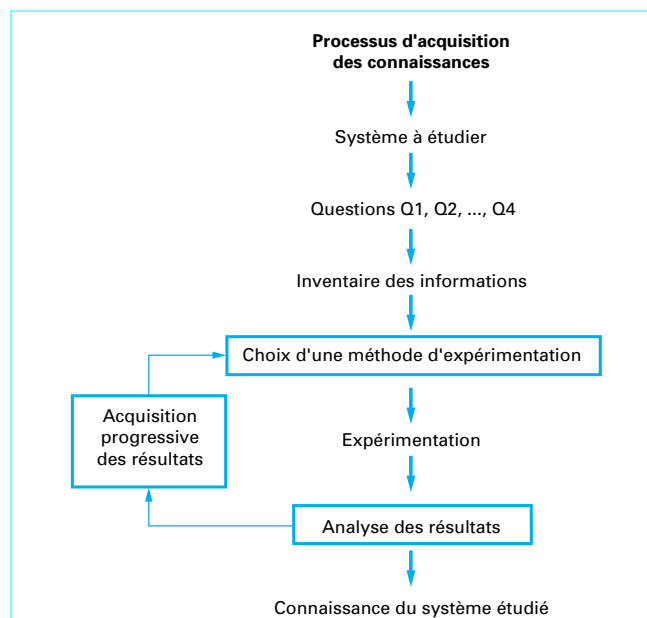 Processus d'acquisition
des connaissances
Système à étudier
Questions Q1, Q2, ..., Q4
Inventaire des informations
Choix d'une méthode d'expérimentation
Acquisition
progressive
des résultats
Expérimentation
Analyse des résultats
Connaissance du système étudié